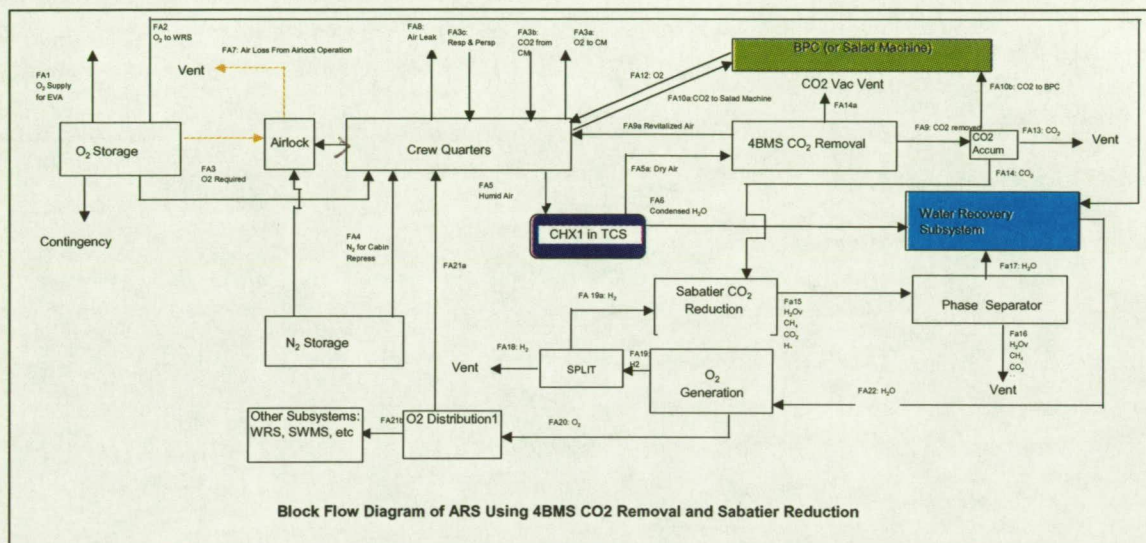 FA2
O₂ to WRS
FA1
O₂ Supply
for EVA
FA7: Air Loss From Airlock Operation
Vent
FA8:
Air Leak
FA3c:
Resp & Persp
FA3b:
CO2 from
CM
FA3a:
O2 to CM
BPC (or Salad Machine)
FA12: O2
FA10a:CO2 to Salad Machine
CO2 Vac Vent
FA14a
FA10b: CO2 to BPC
O₂ Storage
Airlock
Crew Quarters
FA9a Revitalized Air
4BMS CO₂ Removal
FA9: CO2 removed
CO2
Accum
FA13: CO₂
Vent
FA3
O2 Required
FA5
Humid Air
FA5a: Dry Air
FA14: CO₂
FA6
Condensed H₂O
Contingency
FA4
N₂ for Cabin
Repress
CHX1 in TCS
Water Recovery
Subsystem
FA21a
Fa17: H₂O
FA 19a: H₂
Sabatier CO₂
Reduction
Fa15
H₂Ov
CH₄
CO₂
Phase Separator
N₂ Storage
Fa16
H₂Ov
CH₄
CO₂
Vent
FA18: H₂
Vent
SPLIT
FA19:
H2
O₂
Generation
FA22: H₂O
Other Subsystems:
WRS, SWMS, etc
O2 Distribution1
FA20: O₂
Block Flow Diagram of ARS Using 4BMS CO2 Removal and Sabatier Reduction